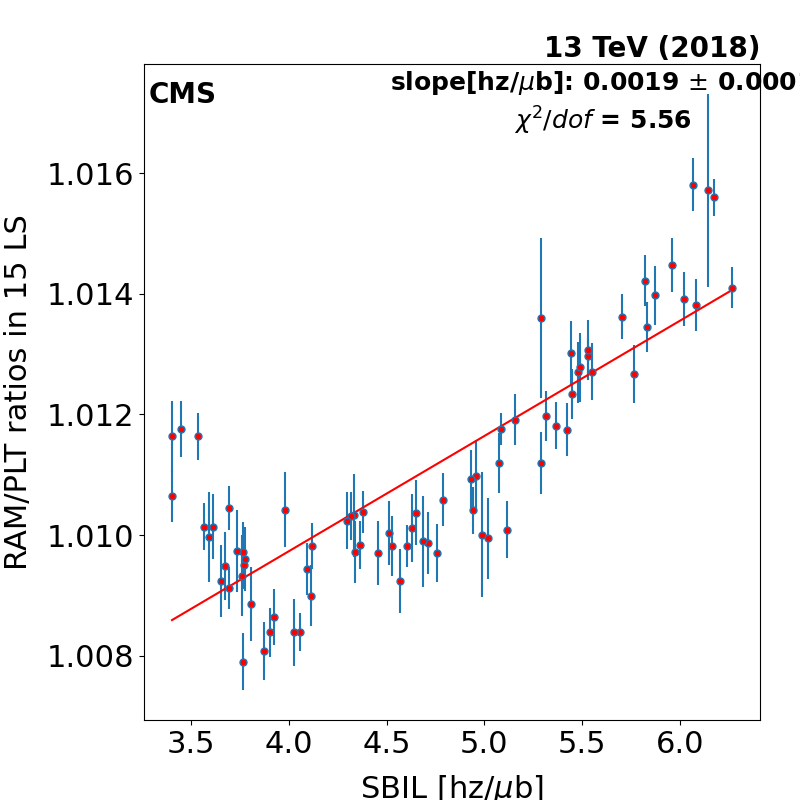 13 TeV (2018)
CMS
slope[hz/μb]: 0.0019 ± 0.000
χ²/dof = 5.56
1.016
1.014
1.012
1.010
1.008
RAM/PLT ratios in 15 LS
3.5 4.0 4.5 5.0 5.5 6.0
SBIL [hz/μb]